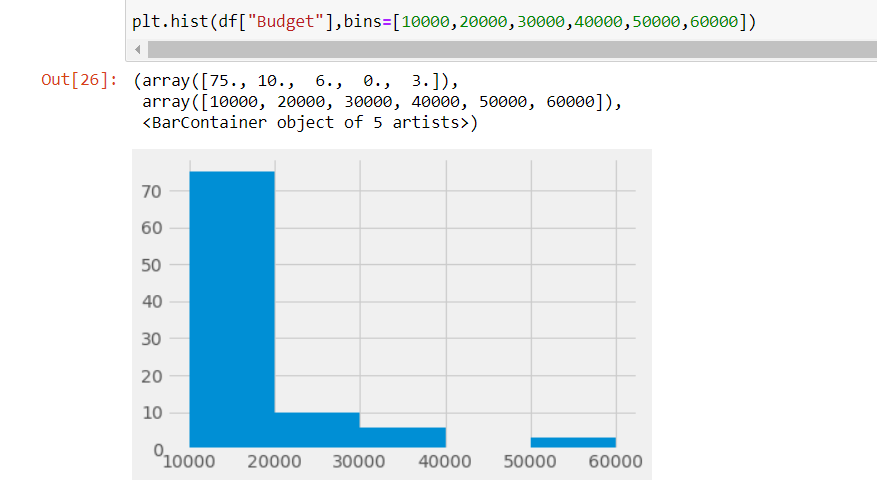 plt.hist(df["Budget"],bins=[10000,20000,30000,40000,50000,60000])
Out[26]: (array([75., 10.,  6.,  0.,  3.]),
 array([10000, 20000, 30000, 40000, 50000, 60000]),
 <BarContainer object of 5 artists>)
70
60
50
40
30
20
10
0
10000 20000 30000 40000 50000 60000